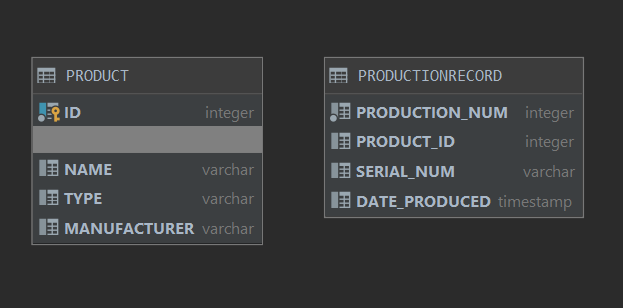 PRODUCT
ID integer
NAME varchar
TYPE varchar
MANUFACTURER varchar
PRODUCTIONRECORD
PRODUCTION_NUM integer
PRODUCT_ID integer
SERIAL_NUM varchar
DATE_PRODUCED timestamp